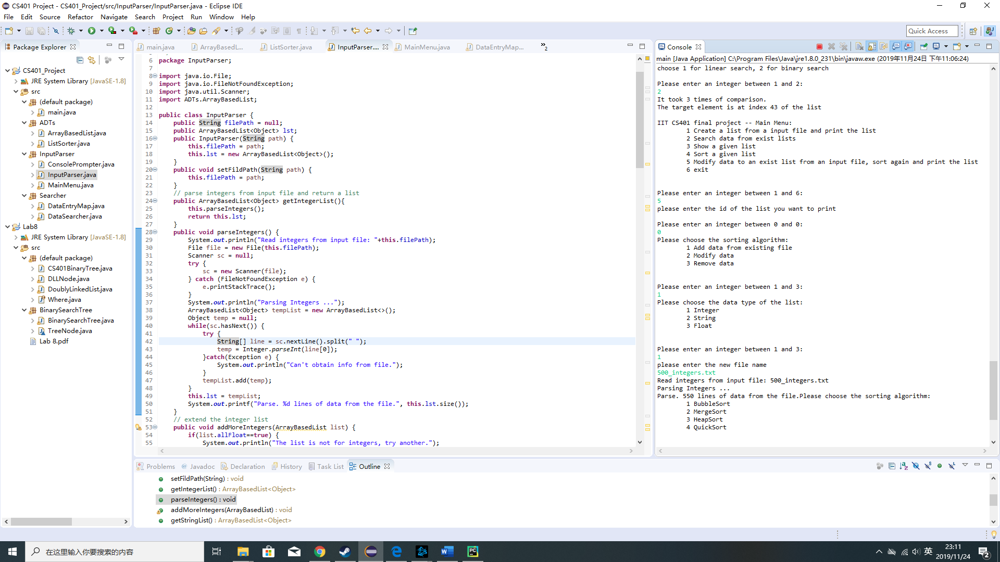 CS401 Project - CS401_Project/src/InputParser/InputParser.java - Eclipse IDE
File Edit Source Refactor Navigate Search Project Run Window Help
Quick Access
Package Explorer
CS401_Project
JRE System Library [JavaSE-1.8]
src
(default package)
main.java
ADTs
ArrayBasedList.java
ListSorter.java
InputParser
ConsolePrompter.java
InputParser.java
MainMenu.java
Searcher
DataEntryMap.java
DataSearcher.java
Lab8
JRE System Library [JavaSE-1.8]
src
(default package)
CS401BinaryTree.java
DLLNode.java
DoublyLinkedList.java
Where.java
BinarySearchTree
BinarySearchTree.java
TreeNode.java
Lab 8.pdf
main.java ArrayBasedL... ListSorter.java InputParser.... MainMenu.java DataEntryMap... »2
6 package InputParser;
7
8 import java.io.File;
9 import java.io.FileNotFoundException;
10 import java.util.Scanner;
11 import ADTs.ArrayBasedList;
12
13 public class InputParser {
14 public String filePath = null;
15 public ArrayBasedList<Object> lst;
16 public InputParser(String path) {
17 this.filePath = path;
18 this.lst = new ArrayBasedList<Object>();
19 }
20 public void setFildPath(String path) {
21 this.filePath = path;
22 }
23 // parse integers from input file and return a list
24 public ArrayBasedList<Object> getIntegerList(){
25 this.parseIntegers();
26 return this.lst;
27 }
28 public void parseIntegers() {
29 System.out.println("Read integers from input file: "+this.filePath);
30 File file = new File(this.filePath);
31 Scanner sc = null;
32 try {
33 sc = new Scanner(file);
34 } catch (FileNotFoundException e) {
35 e.printStackTrace();
36 }
37 System.out.println("Parsing Integers ...");
38 ArrayBasedList<Object> tempList = new ArrayBasedList<>();
39 Object temp = null;
40 while(sc.hasNext()) {
41 try {
42 String[] line = sc.nextLine().split(" ");
43 temp = Integer.parseInt(line[0]);
44 }catch(Exception e) {
45 System.out.println("Can't obtain info from file.");
46 }
47 tempList.add(temp);
48 }
49 this.lst = tempList;
50 System.out.printf("Parse. %d lines of data from the file.", this.lst.size());
51 }
52 // extend the integer list
53 public void addMoreIntegers(ArrayBasedList list) {
54 if(list.allFloat==true) {
55 System.out.println("The list is not for integers, try another.");
Console
main [Java Application] C:\Program Files\Java\jre1.8.0_231\bin\javaw.exe (2019年11月24日 下午11:06:24)
choose 1 for linear search, 2 for binary search
Please enter an integer between 1 and 2:
2
It took 3 times of comparison.
The target element is at index 43 of the list
IIT CS401 final project -- Main Menu:
1 Create a list from a input file and print the list
2 Search data from exist lists
3 Show a given list
4 Sort a given list
5 Modify data to an exist list from an input file, sort again and print the list
6 exit
Please enter an integer between 1 and 6:
5
please enter the id of the list you want to print
Please enter an integer between 0 and 0:
0
Please choose the sorting algorithm:
1 Add data from existing file
2 Modify data
3 Remove data
Please enter an integer between 1 and 3:
1
Please choose the data type of the list:
1 Integer
2 String
3 Float
Please enter an integer between 1 and 3:
1
please enter the new file name
500_integers.txt
Read integers from input file: 500_integers.txt
Parsing Integers ...
Parse. 550 lines of data from the file.Please choose the sorting algorithm:
1 BubbleSort
2 MergeSort
3 HeapSort
4 QuickSort
Problems @ Javadoc Declaration History Task List Outline
setFildPath(String) : void
getIntegerList() : ArrayBasedList<Object>
parseIntegers() : void
addMoreIntegers(ArrayBasedList) : void
getStringList() : ArrayBasedList<Object>
在这里输入你要搜索的内容
英
23:11
2019/11/24
2